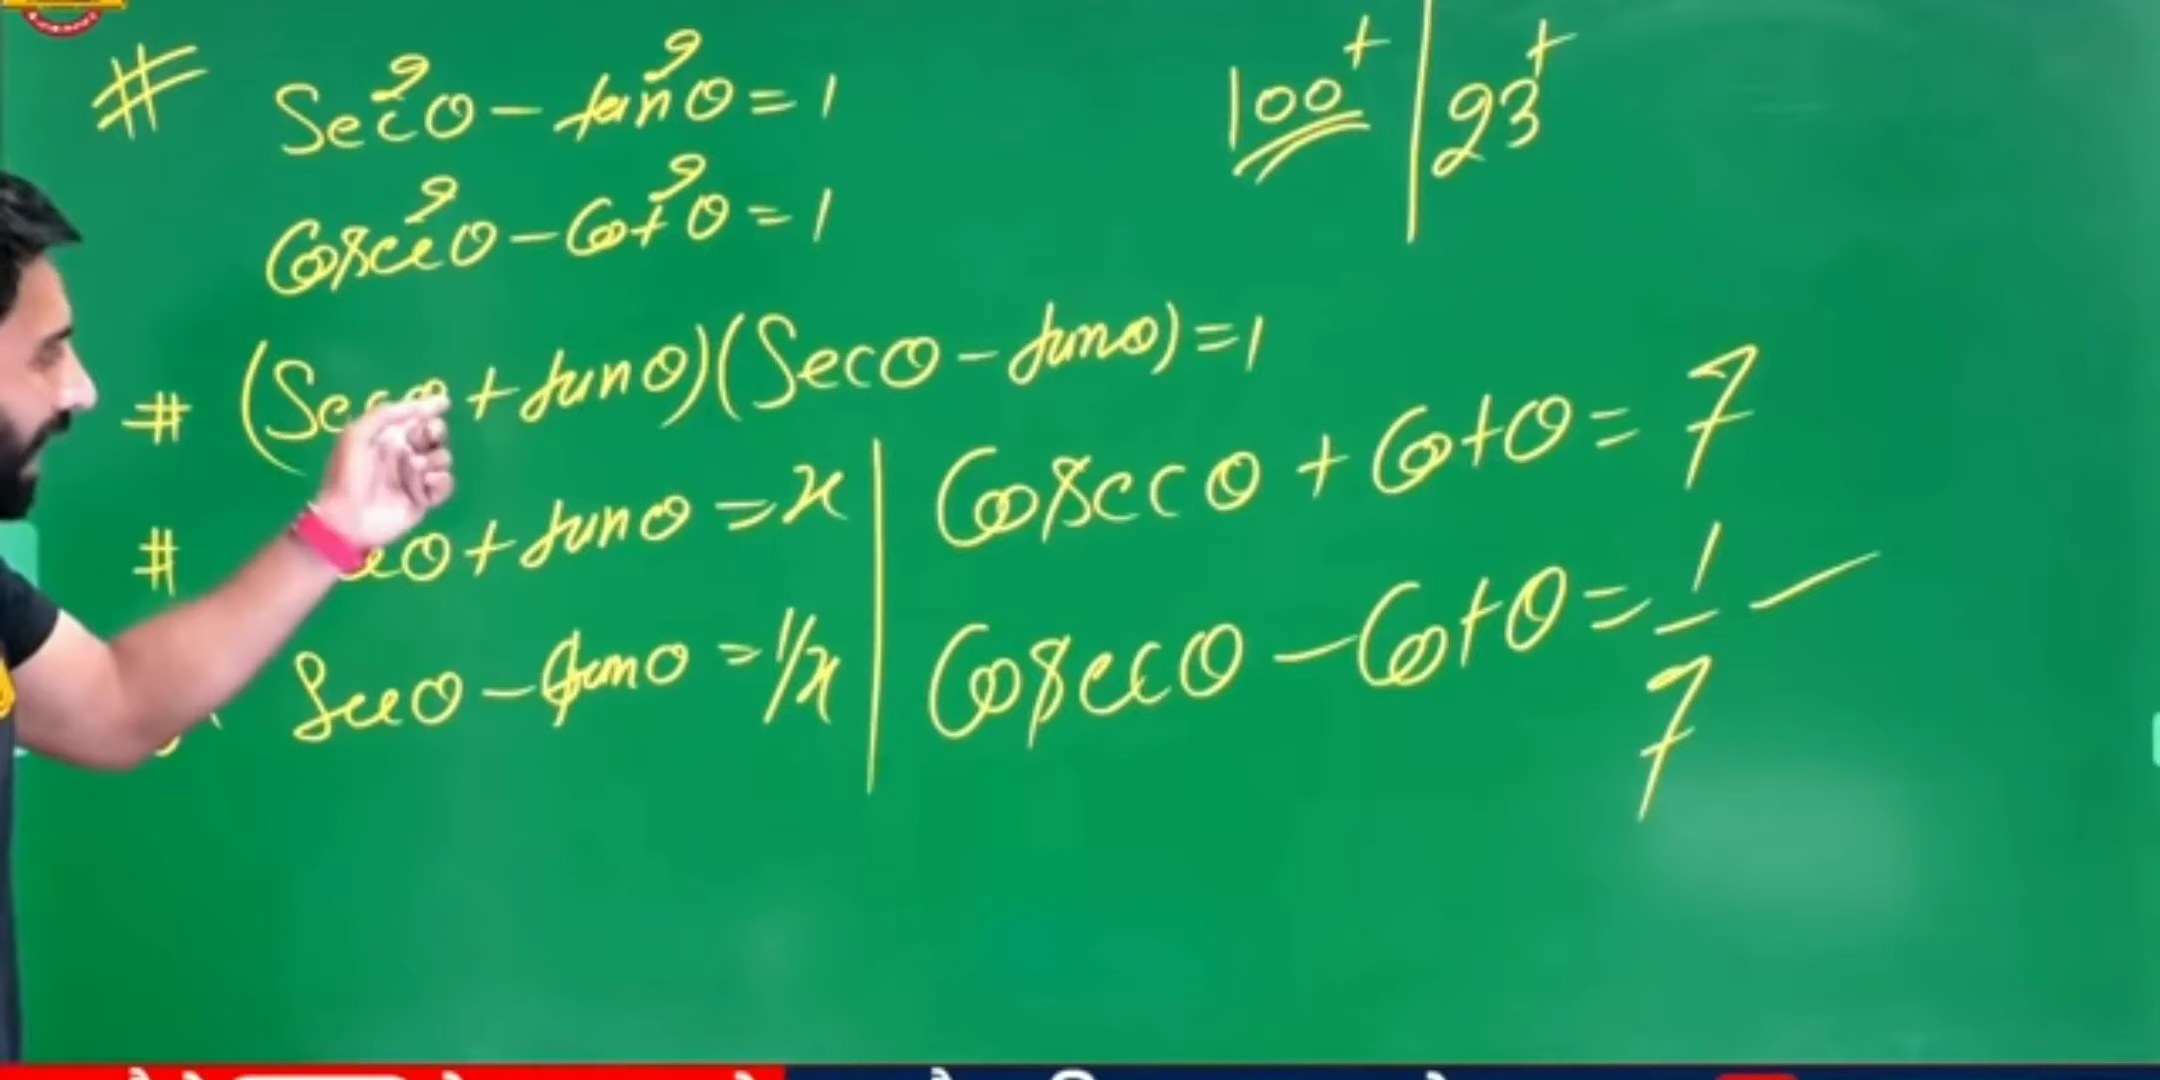 # Sec²θ - tan²θ = 1
100⁺ | 23⁺
Cosec²θ - Cot²θ = 1
# (Secθ + tanθ)(Secθ - tanθ) = 1
# θ + tanθ = x | Cosecθ + Cotθ = 7
Secθ - tanθ = 1/x | Cosecθ - Cotθ = 1/7